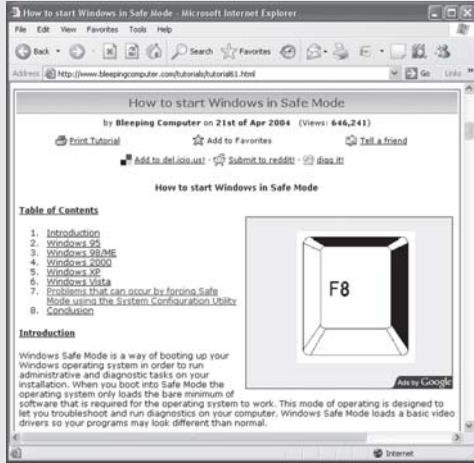 How to start Windows in Safe Mode - Microsoft Internet Explorer
File Edit View Favorites Tools Help
Back Search Favorites
Address http://www.bleepingcomputer.com/tutorials/tutorial61.html Go Links »
How to start Windows in Safe Mode
by Bleeping Computer on 21st of Apr 2004 (Views: 646,241)
Print Tutorial Add to Favorites Tell a friend
Add to del.icio.us! - Submit to reddit! - digg it!
How to start Windows in Safe Mode
Table of Contents
1. Introduction
2. Windows 95
3. Windows 98/ME
4. Windows 2000
5. Windows XP
6. Windows Vista
7. Problems that can occur by forcing Safe
Mode using the System Configuration Utility
8. Conclusion
F8
Ads by Google
Introduction
Windows Safe Mode is a way of booting up your
Windows operating system in order to run
administrative and diagnostic tasks on your
installation. When you boot into Safe Mode the
operating system only loads the bare minimum of
software that is required for the operating system to work. This mode of operating is designed to
let you troubleshoot and run diagnostics on your computer. Windows Safe Mode loads a basic video
drivers so your programs may look different than normal.
Internet